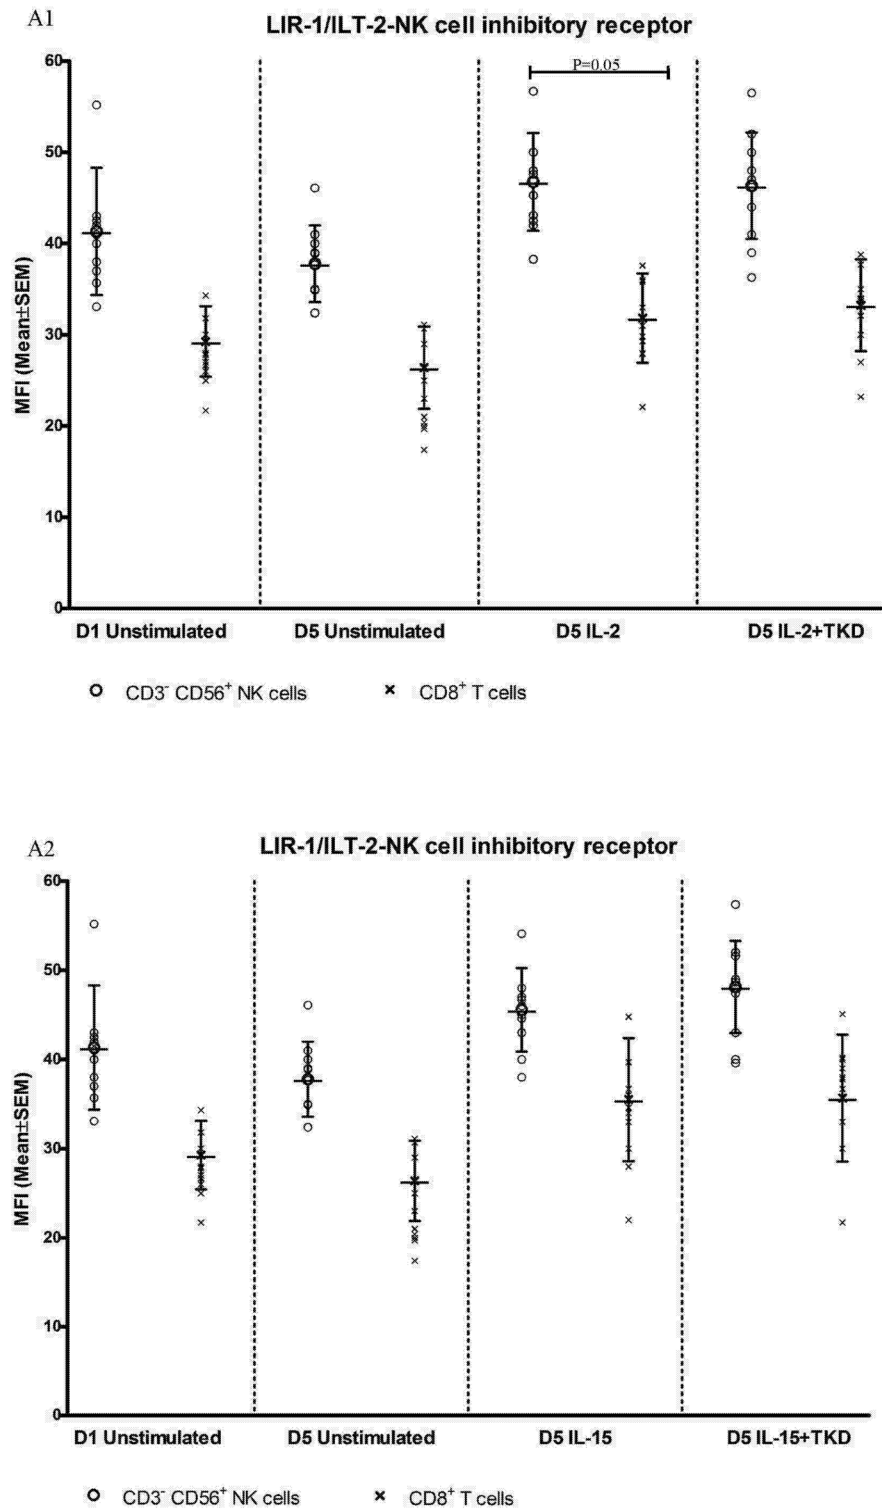 A1
LIR-1/ILT-2-NK cell inhibitory receptor
P=0.05
MFI (Mean±SEM)
60
50
40
30
20
10
0
D1 Unstimulated D5 Unstimulated D5 IL-2 D5 IL-2+TKD
CD3⁻ CD56⁺ NK cells CD8⁺ T cells
A2
LIR-1/ILT-2-NK cell inhibitory receptor
MFI (Mean±SEM)
60
50
40
30
20
10
0
D1 Unstimulated D5 Unstimulated D5 IL-15 D5 IL-15+TKD
CD3⁻ CD56⁺ NK cells CD8⁺ T cells